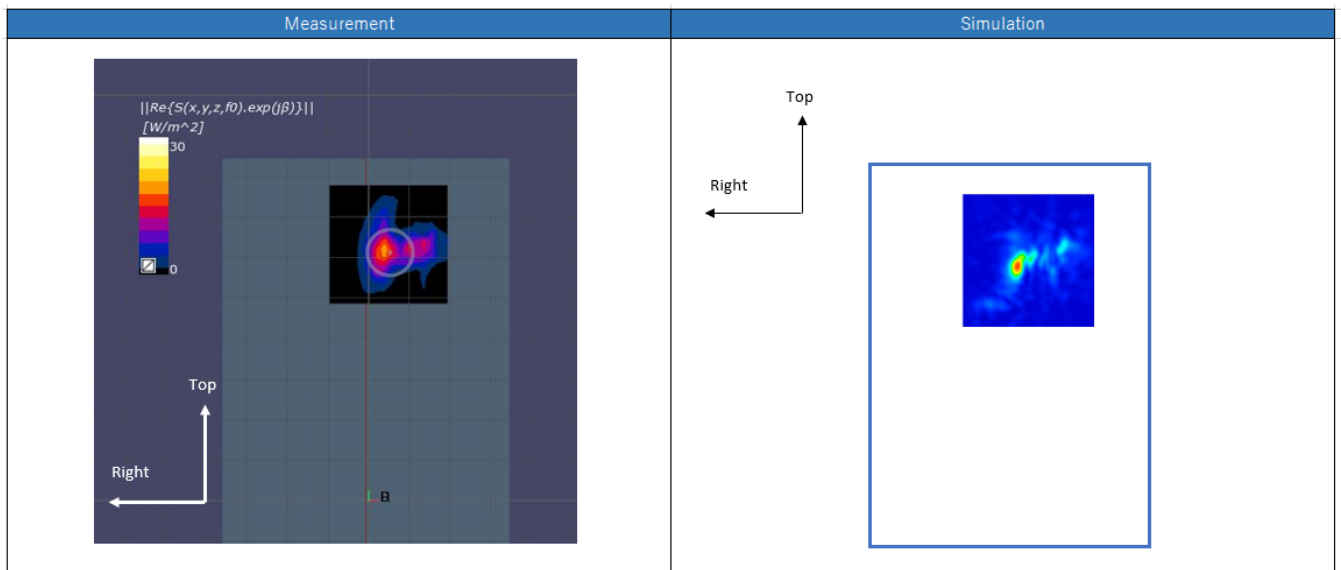 Measurement
Simulation
||Re{S(x,y,z,f0).exp(jβ)}||
[W/m^2]
30
0
Top
Right
Top
Right